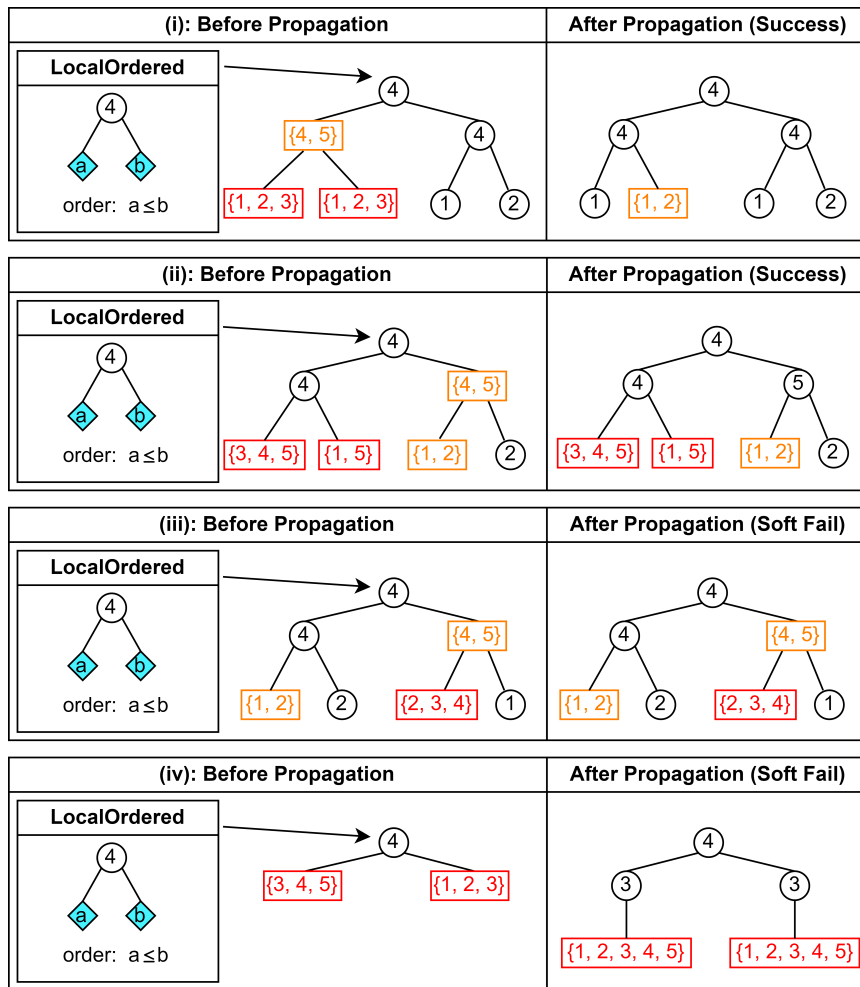 (i): Before Propagation
After Propagation (Success)
LocalOrdered
4
a
b
order: a≤b
4
{4, 5}
4
{1, 2, 3}
{1, 2, 3}
1
2
4
4
4
1
{1, 2}
1
2
(ii): Before Propagation
After Propagation (Success)
LocalOrdered
4
a
b
order: a≤b
4
4
{4, 5}
{3, 4, 5}
{1, 5}
{1, 2}
2
4
4
5
{3, 4, 5}
{1, 5}
{1, 2}
2
(iii): Before Propagation
After Propagation (Soft Fail)
LocalOrdered
4
a
b
order: a≤b
4
4
{4, 5}
{1, 2}
2
{2, 3, 4}
1
4
4
{4, 5}
{1, 2}
2
{2, 3, 4}
1
(iv): Before Propagation
After Propagation (Soft Fail)
LocalOrdered
4
a
b
order: a≤b
4
{3, 4, 5}
{1, 2, 3}
4
3
3
{1, 2, 3, 4, 5}
{1, 2, 3, 4, 5}